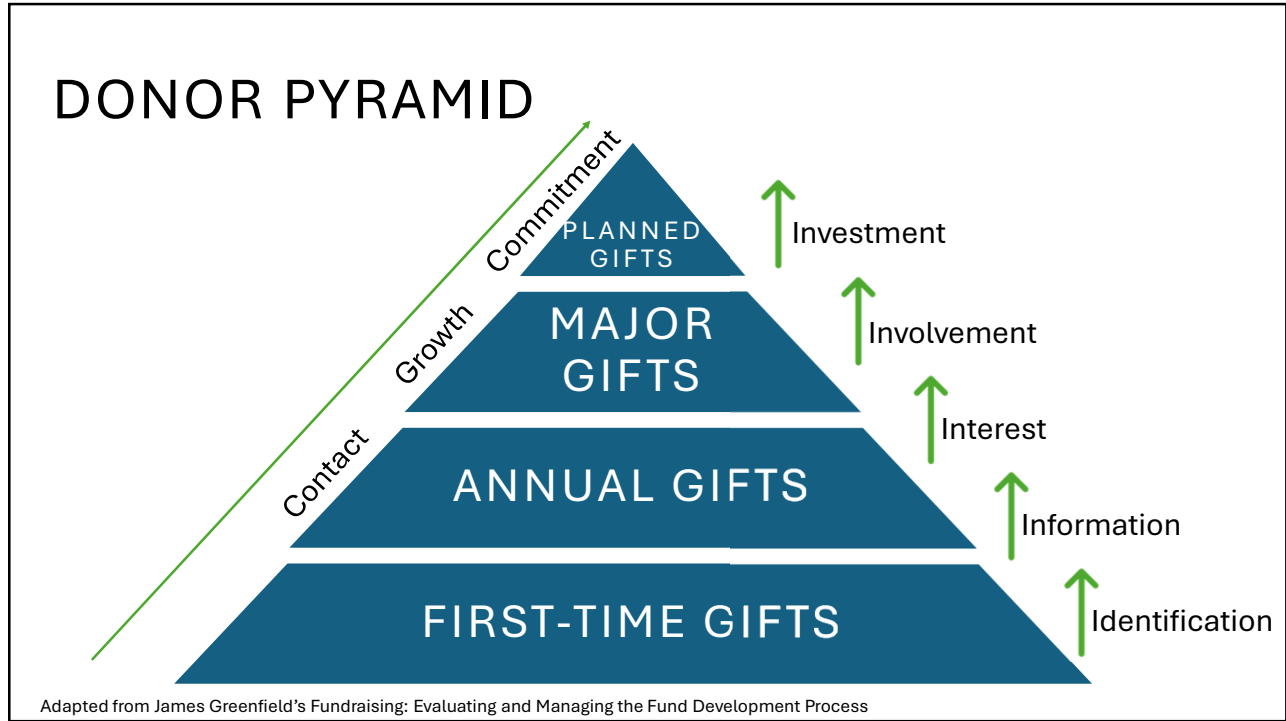 DONOR PYRAMID
Commitment
PLANNED
GIFTS
Investment
Growth
MAJOR
GIFTS
Involvement
Contact
ANNUAL GIFTS
Interest
Information
FIRST-TIME GIFTS
Identification
Adapted from James Greenfield’s Fundraising: Evaluating and Managing the Fund Development Process